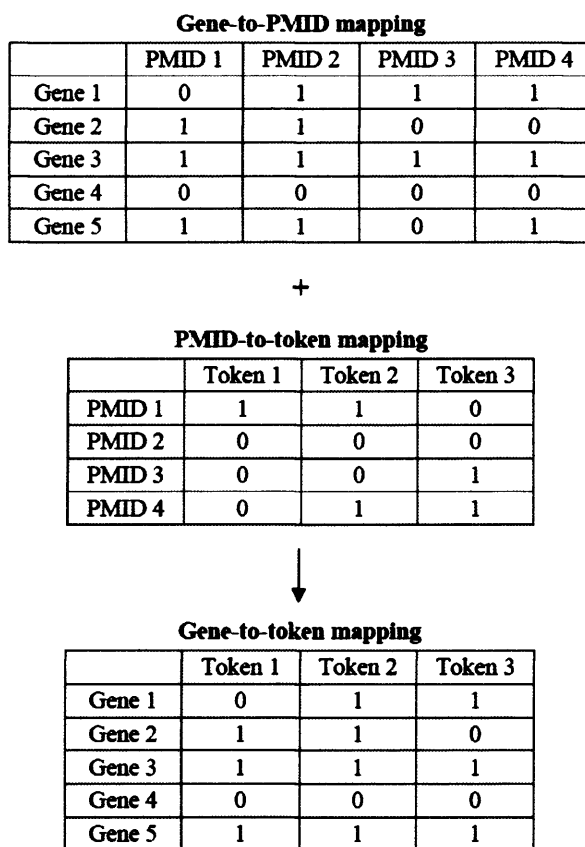 Gene-to-PMID mapping
PMID 1 PMID 2 PMID 3 PMID 4
Gene 1 0 1 1 1
Gene 2 1 1 0 0
Gene 3 1 1 1 1
Gene 4 0 0 0 0
Gene 5 1 1 0 1
+
PMID-to-token mapping
Token 1 Token 2 Token 3
PMID 1 1 1 0
PMID 2 0 0 0
PMID 3 0 0 1
PMID 4 0 1 1
Gene-to-token mapping
Token 1 Token 2 Token 3
Gene 1 0 1 1
Gene 2 1 1 0
Gene 3 1 1 1
Gene 4 0 0 0
Gene 5 1 1 1